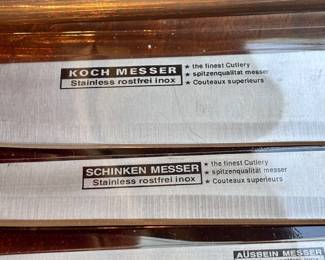 KOCH MESSER
Stainless rostfrei inox
★ the finest Cutlery
★ spitzenqualität messer
★ Couteaux superieurs
SCHINKEN MESSER
Stainless rostfrei inox
★ the finest Cutlery
★ spitzenqualität messer
★ Couteaux superieurs
AUSBEIN MESSER